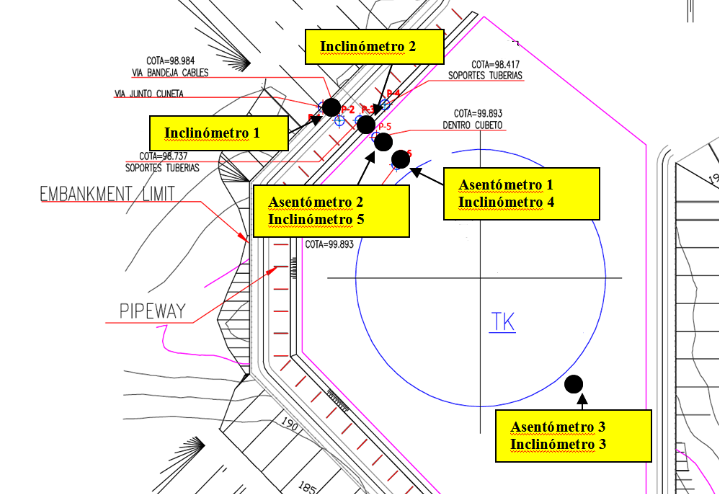 Inclinómetro 2
COTA=98.984
VIA BANDEJA CABLES
COTA=98.417
SOPORTES TUBERIAS
VIA JUNTO CUNETA
P-4
P-2
P-3
COTA=99.893
DENTRO CUBETO
P-5
Inclinómetro 1
COTA=98.737
SOPORTES TUBERIAS
EMBANKMENT LIMIT
Asentómetro 2
Inclinómetro 5
Asentómetro 1
Inclinómetro 4
COTA=99.893
PIPEWAY
TK
Asentómetro 3
Inclinómetro 3
190
185